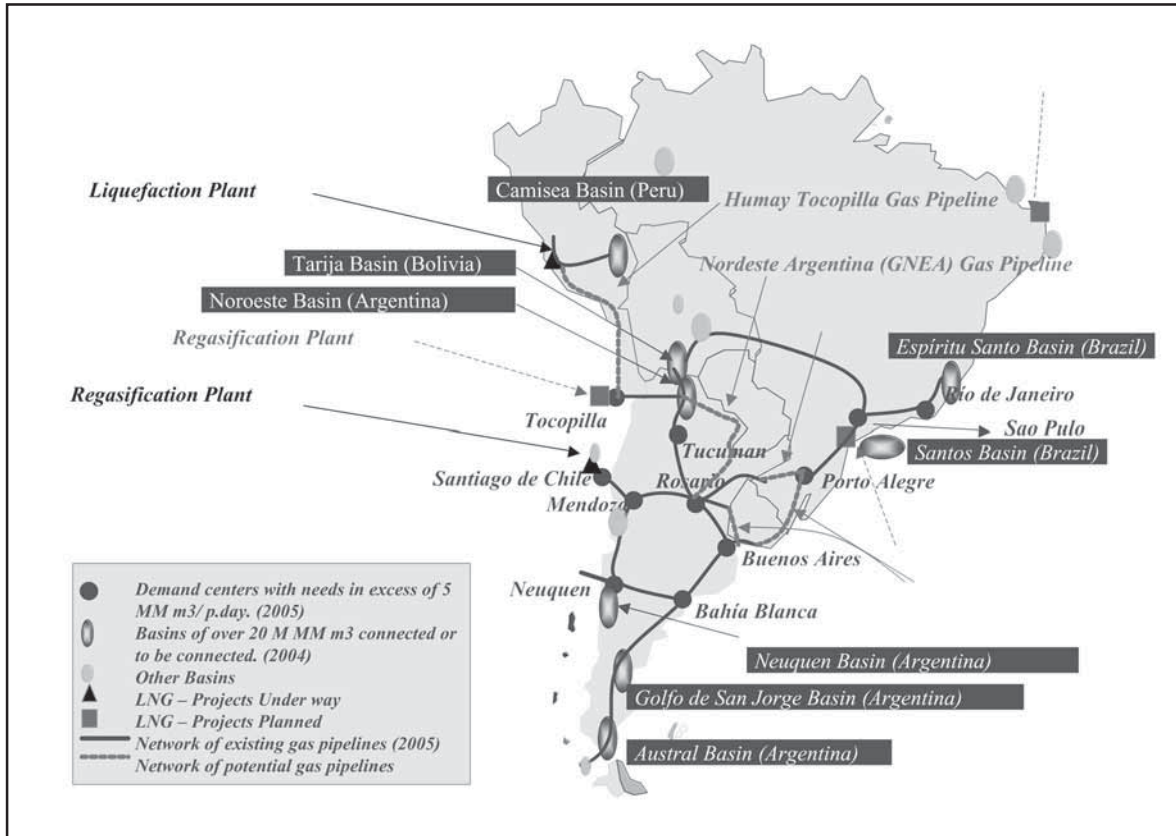 Liquefaction Plant
Camisea Basin (Peru)
Humay Tocopilla Gas Pipeline
Tarija Basin (Bolivia)
Nordeste Argentina (GNEA) Gas Pipeline
Noroeste Basin (Argentina)
Regasification Plant
Espíritu Santo Basin (Brazil)
Regasification Plant
Río de Janeiro
Tocopilla
Sao Pulo
Tucuman
Santos Basin (Brazil)
Santiago de Chile
Rosario
Porto Alegre
Mendoza
Buenos Aires
Neuquen
Bahía Blanca
Neuquen Basin (Argentina)
Golfo de San Jorge Basin (Argentina)
Austral Basin (Argentina)
Demand centers with needs in excess of 5
MM m3/ p.day. (2005)
Basins of over 20 M MM m3 connected or
to be connected. (2004)
Other Basins
LNG – Projects Under way
LNG – Projects Planned
Network of existing gas pipelines (2005)
Network of potential gas pipelines